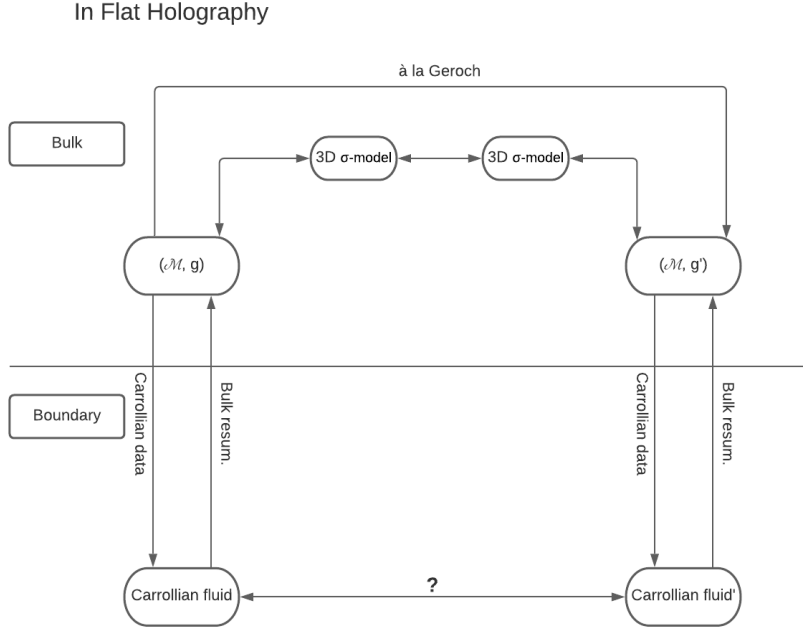 In Flat Holography
à la Geroch
Bulk
3D σ-model
3D σ-model
(ℳ, g)
(ℳ, g')
Carrollian data
Bulk resum.
Carrollian data
Bulk resum.
Boundary
?
Carrollian fluid
Carrollian fluid'